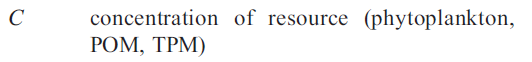 C concentration of resource (phytoplankton,
POM, TPM)